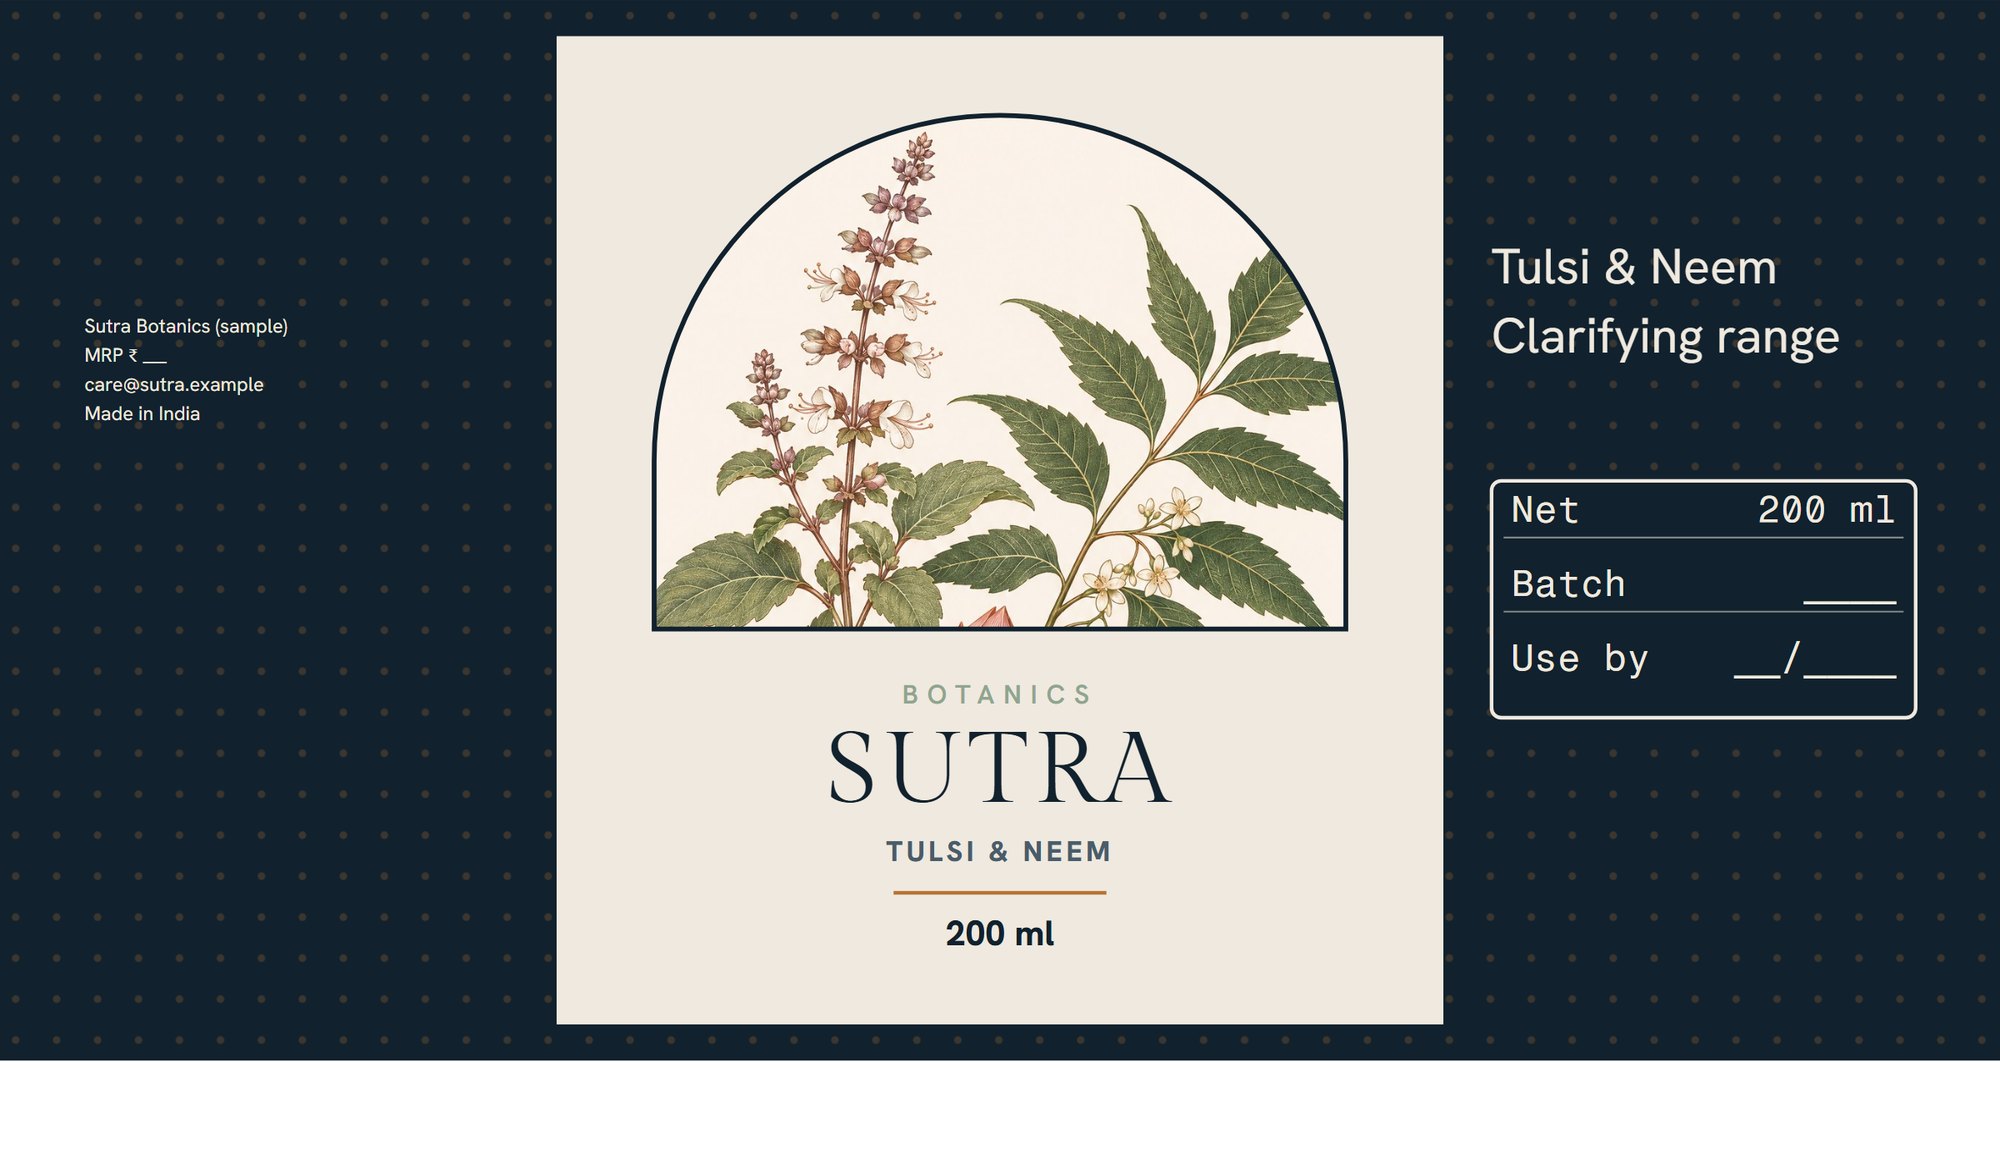 Sutra Botanics (sample)
MRP ₹ __
care@sutra.example
Made in India
BOTANICS
SUTRA
TULSI & NEEM
200 ml
Tulsi & Neem
Clarifying range
Net 200 ml
Batch ____
Use by __/____